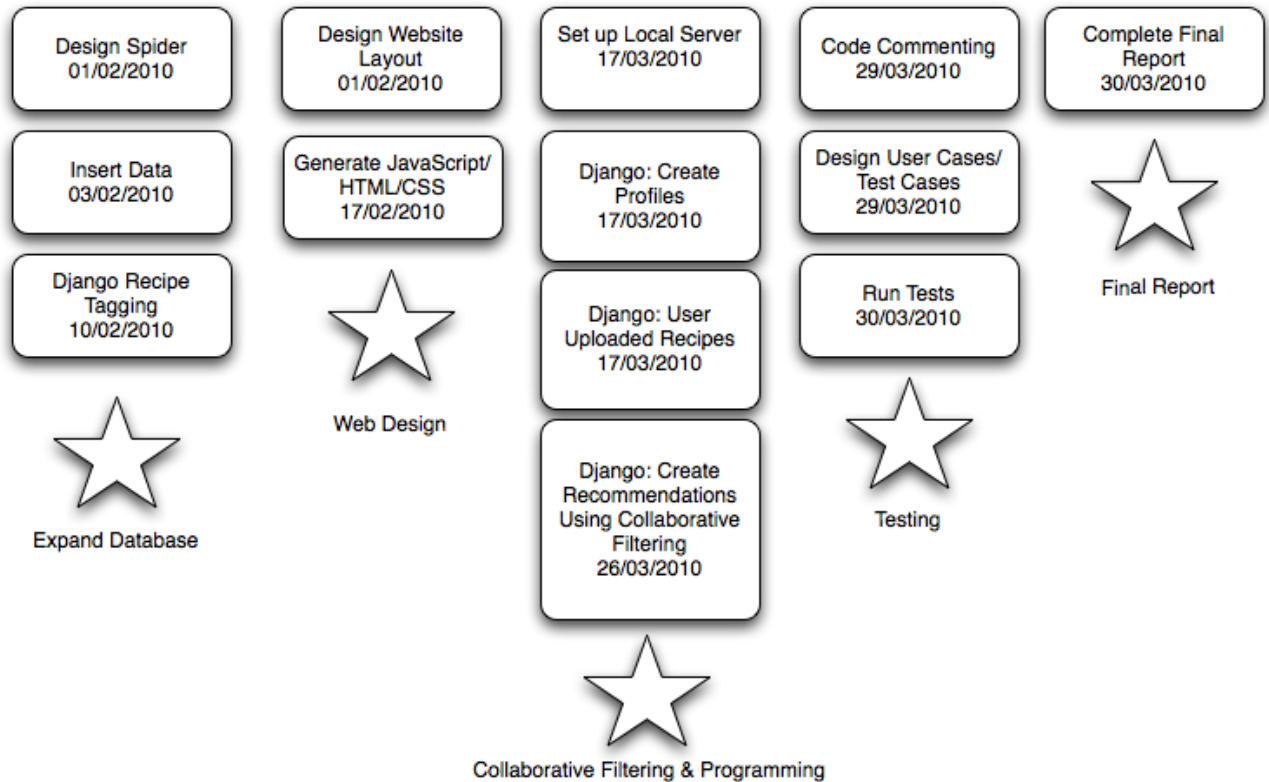 Design Spider
01/02/2010
Insert Data
03/02/2010
Django Recipe
Tagging
10/02/2010
Expand Database
Design Website
Layout
01/02/2010
Generate JavaScript/
HTML/CSS
17/02/2010
Web Design
Set up Local Server
17/03/2010
Django: Create
Profiles
17/03/2010
Django: User
Uploaded Recipes
17/03/2010
Django: Create
Recommendations
Using Collaborative
Filtering
26/03/2010
Collaborative Filtering & Programming
Code Commenting
29/03/2010
Design User Cases/
Test Cases
29/03/2010
Run Tests
30/03/2010
Testing
Complete Final
Report
30/03/2010
Final Report